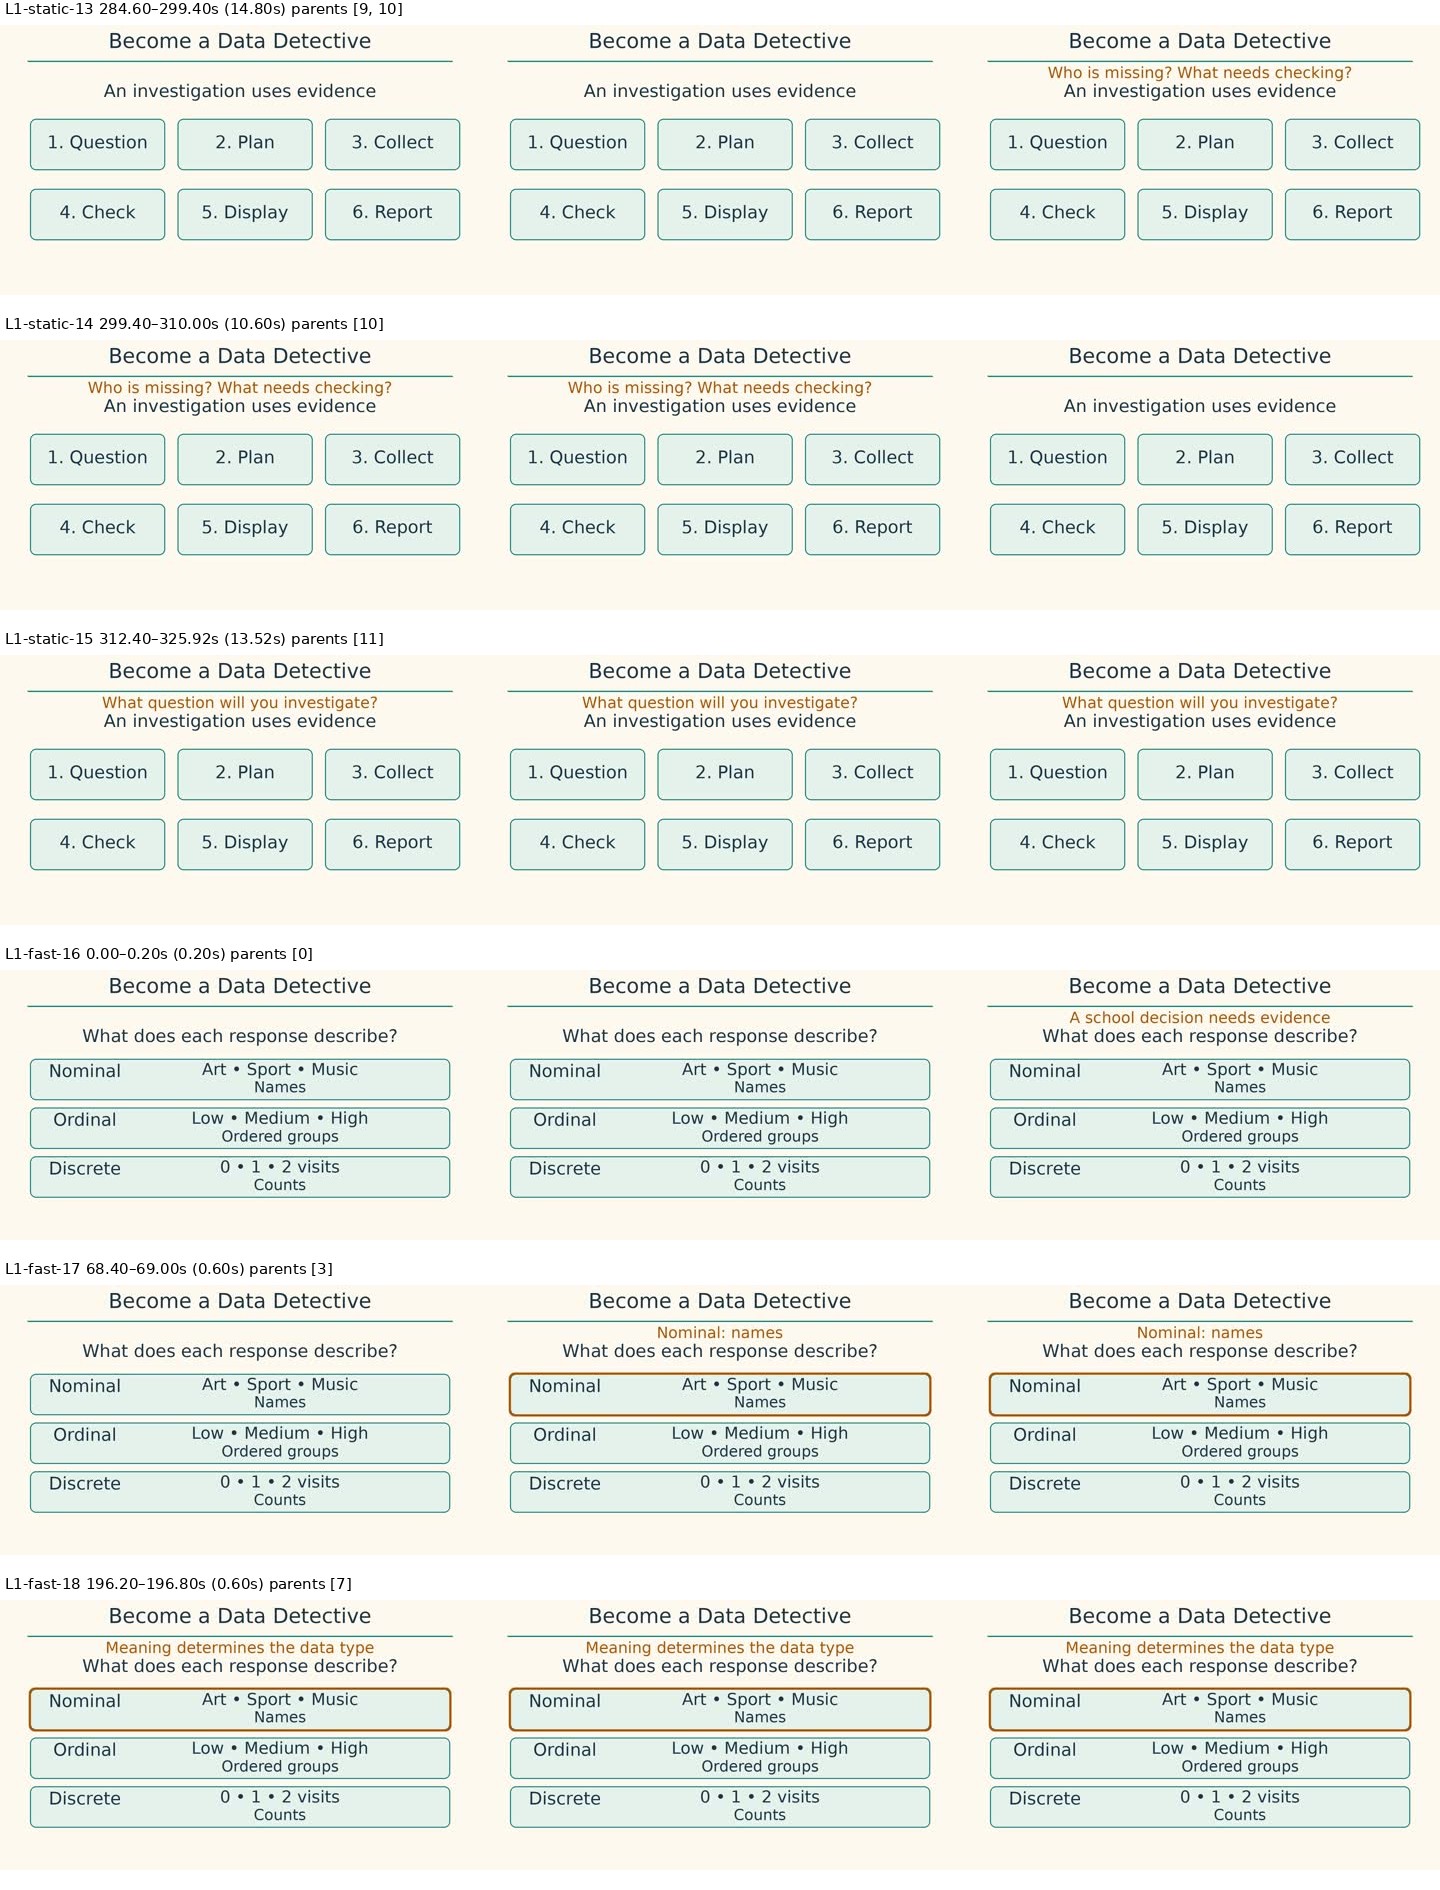 L1-static-13 284.60–299.40s (14.80s) parents [9, 10]
Become a Data Detective Become a Data Detective Become a Data Detective
Who is missing? What needs checking?
An investigation uses evidence An investigation uses evidence An investigation uses evidence
1. Question 2. Plan 3. Collect 1. Question 2. Plan 3. Collect 1. Question 2. Plan 3. Collect
4. Check 5. Display 6. Report 4. Check 5. Display 6. Report 4. Check 5. Display 6. Report
L1-static-14 299.40–310.00s (10.60s) parents [10]
Become a Data Detective Become a Data Detective Become a Data Detective
Who is missing? What needs checking? Who is missing? What needs checking?
An investigation uses evidence An investigation uses evidence An investigation uses evidence
1. Question 2. Plan 3. Collect 1. Question 2. Plan 3. Collect 1. Question 2. Plan 3. Collect
4. Check 5. Display 6. Report 4. Check 5. Display 6. Report 4. Check 5. Display 6. Report
L1-static-15 312.40–325.92s (13.52s) parents [11]
Become a Data Detective Become a Data Detective Become a Data Detective
What question will you investigate? What question will you investigate? What question will you investigate?
An investigation uses evidence An investigation uses evidence An investigation uses evidence
1. Question 2. Plan 3. Collect 1. Question 2. Plan 3. Collect 1. Question 2. Plan 3. Collect
4. Check 5. Display 6. Report 4. Check 5. Display 6. Report 4. Check 5. Display 6. Report
L1-fast-16 0.00–0.20s (0.20s) parents [0]
Become a Data Detective Become a Data Detective Become a Data Detective
A school decision needs evidence
What does each response describe? What does each response describe? What does each response describe?
Nominal Art • Sport • Music Nominal Art • Sport • Music Nominal Art • Sport • Music
Names Names Names
Ordinal Low • Medium • High Ordinal Low • Medium • High Ordinal Low • Medium • High
Ordered groups Ordered groups Ordered groups
Discrete 0 • 1 • 2 visits Discrete 0 • 1 • 2 visits Discrete 0 • 1 • 2 visits
Counts Counts Counts
L1-fast-17 68.40–69.00s (0.60s) parents [3]
Become a Data Detective Become a Data Detective Become a Data Detective
Nominal: names Nominal: names
What does each response describe? What does each response describe? What does each response describe?
Nominal Art • Sport • Music Nominal Art • Sport • Music Nominal Art • Sport • Music
Names Names Names
Ordinal Low • Medium • High Ordinal Low • Medium • High Ordinal Low • Medium • High
Ordered groups Ordered groups Ordered groups
Discrete 0 • 1 • 2 visits Discrete 0 • 1 • 2 visits Discrete 0 • 1 • 2 visits
Counts Counts Counts
L1-fast-18 196.20–196.80s (0.60s) parents [7]
Become a Data Detective Become a Data Detective Become a Data Detective
Meaning determines the data type Meaning determines the data type Meaning determines the data type
What does each response describe? What does each response describe? What does each response describe?
Nominal Art • Sport • Music Nominal Art • Sport • Music Nominal Art • Sport • Music
Names Names Names
Ordinal Low • Medium • High Ordinal Low • Medium • High Ordinal Low • Medium • High
Ordered groups Ordered groups Ordered groups
Discrete 0 • 1 • 2 visits Discrete 0 • 1 • 2 visits Discrete 0 • 1 • 2 visits
Counts Counts Counts